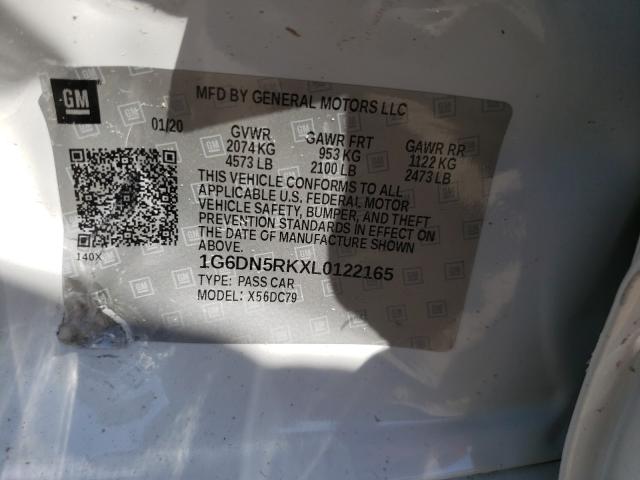 GM
MFD BY GENERAL MOTORS LLC
01/20
GVWR GAWR FRT GAWR RR
2074 KG 953 KG 1122 KG
4573 LB 2100 LB 2473 LB
THIS VEHICLE CONFORMS TO ALL
APPLICABLE U.S. FEDERAL MOTOR
VEHICLE SAFETY, BUMPER, AND THEFT
PREVENTION STANDARDS IN EFFECT ON
THE DATE OF MANUFACTURE SHOWN
ABOVE.
140X
1G6DN5RKXL0122165
TYPE: PASS CAR
MODEL: X56DC79